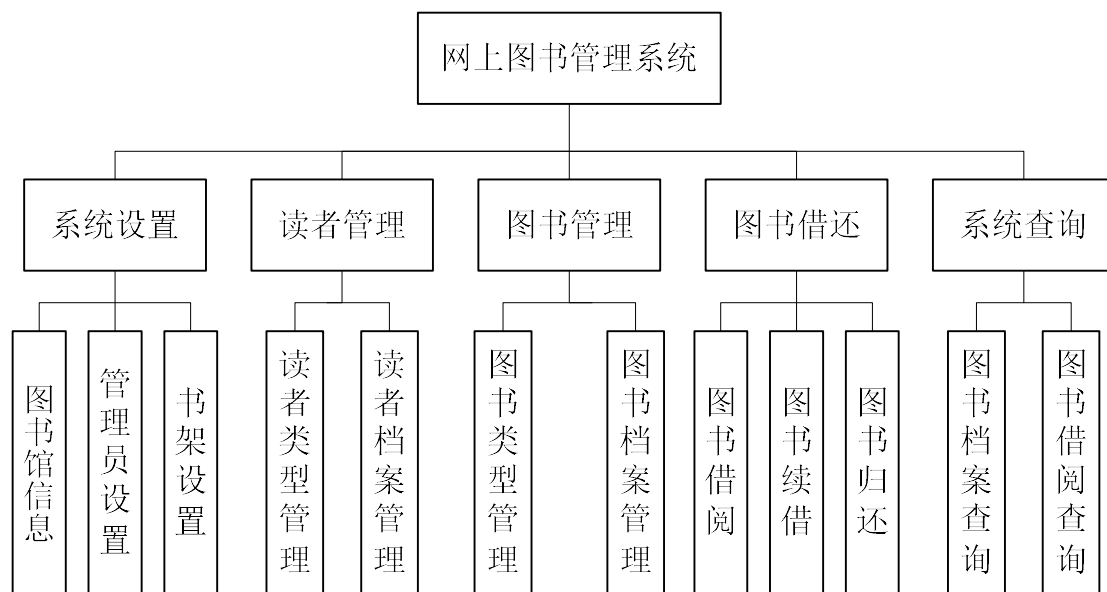 网上图书管理系统
系统设置
读者管理
图书管理
图书借还
系统查询
图书馆信息
管理员设置
书架设置
读者类型管理
读者档案管理
图书类型管理
图书档案管理
图书借阅
图书续借
图书归还
图书档案查询
图书借阅查询